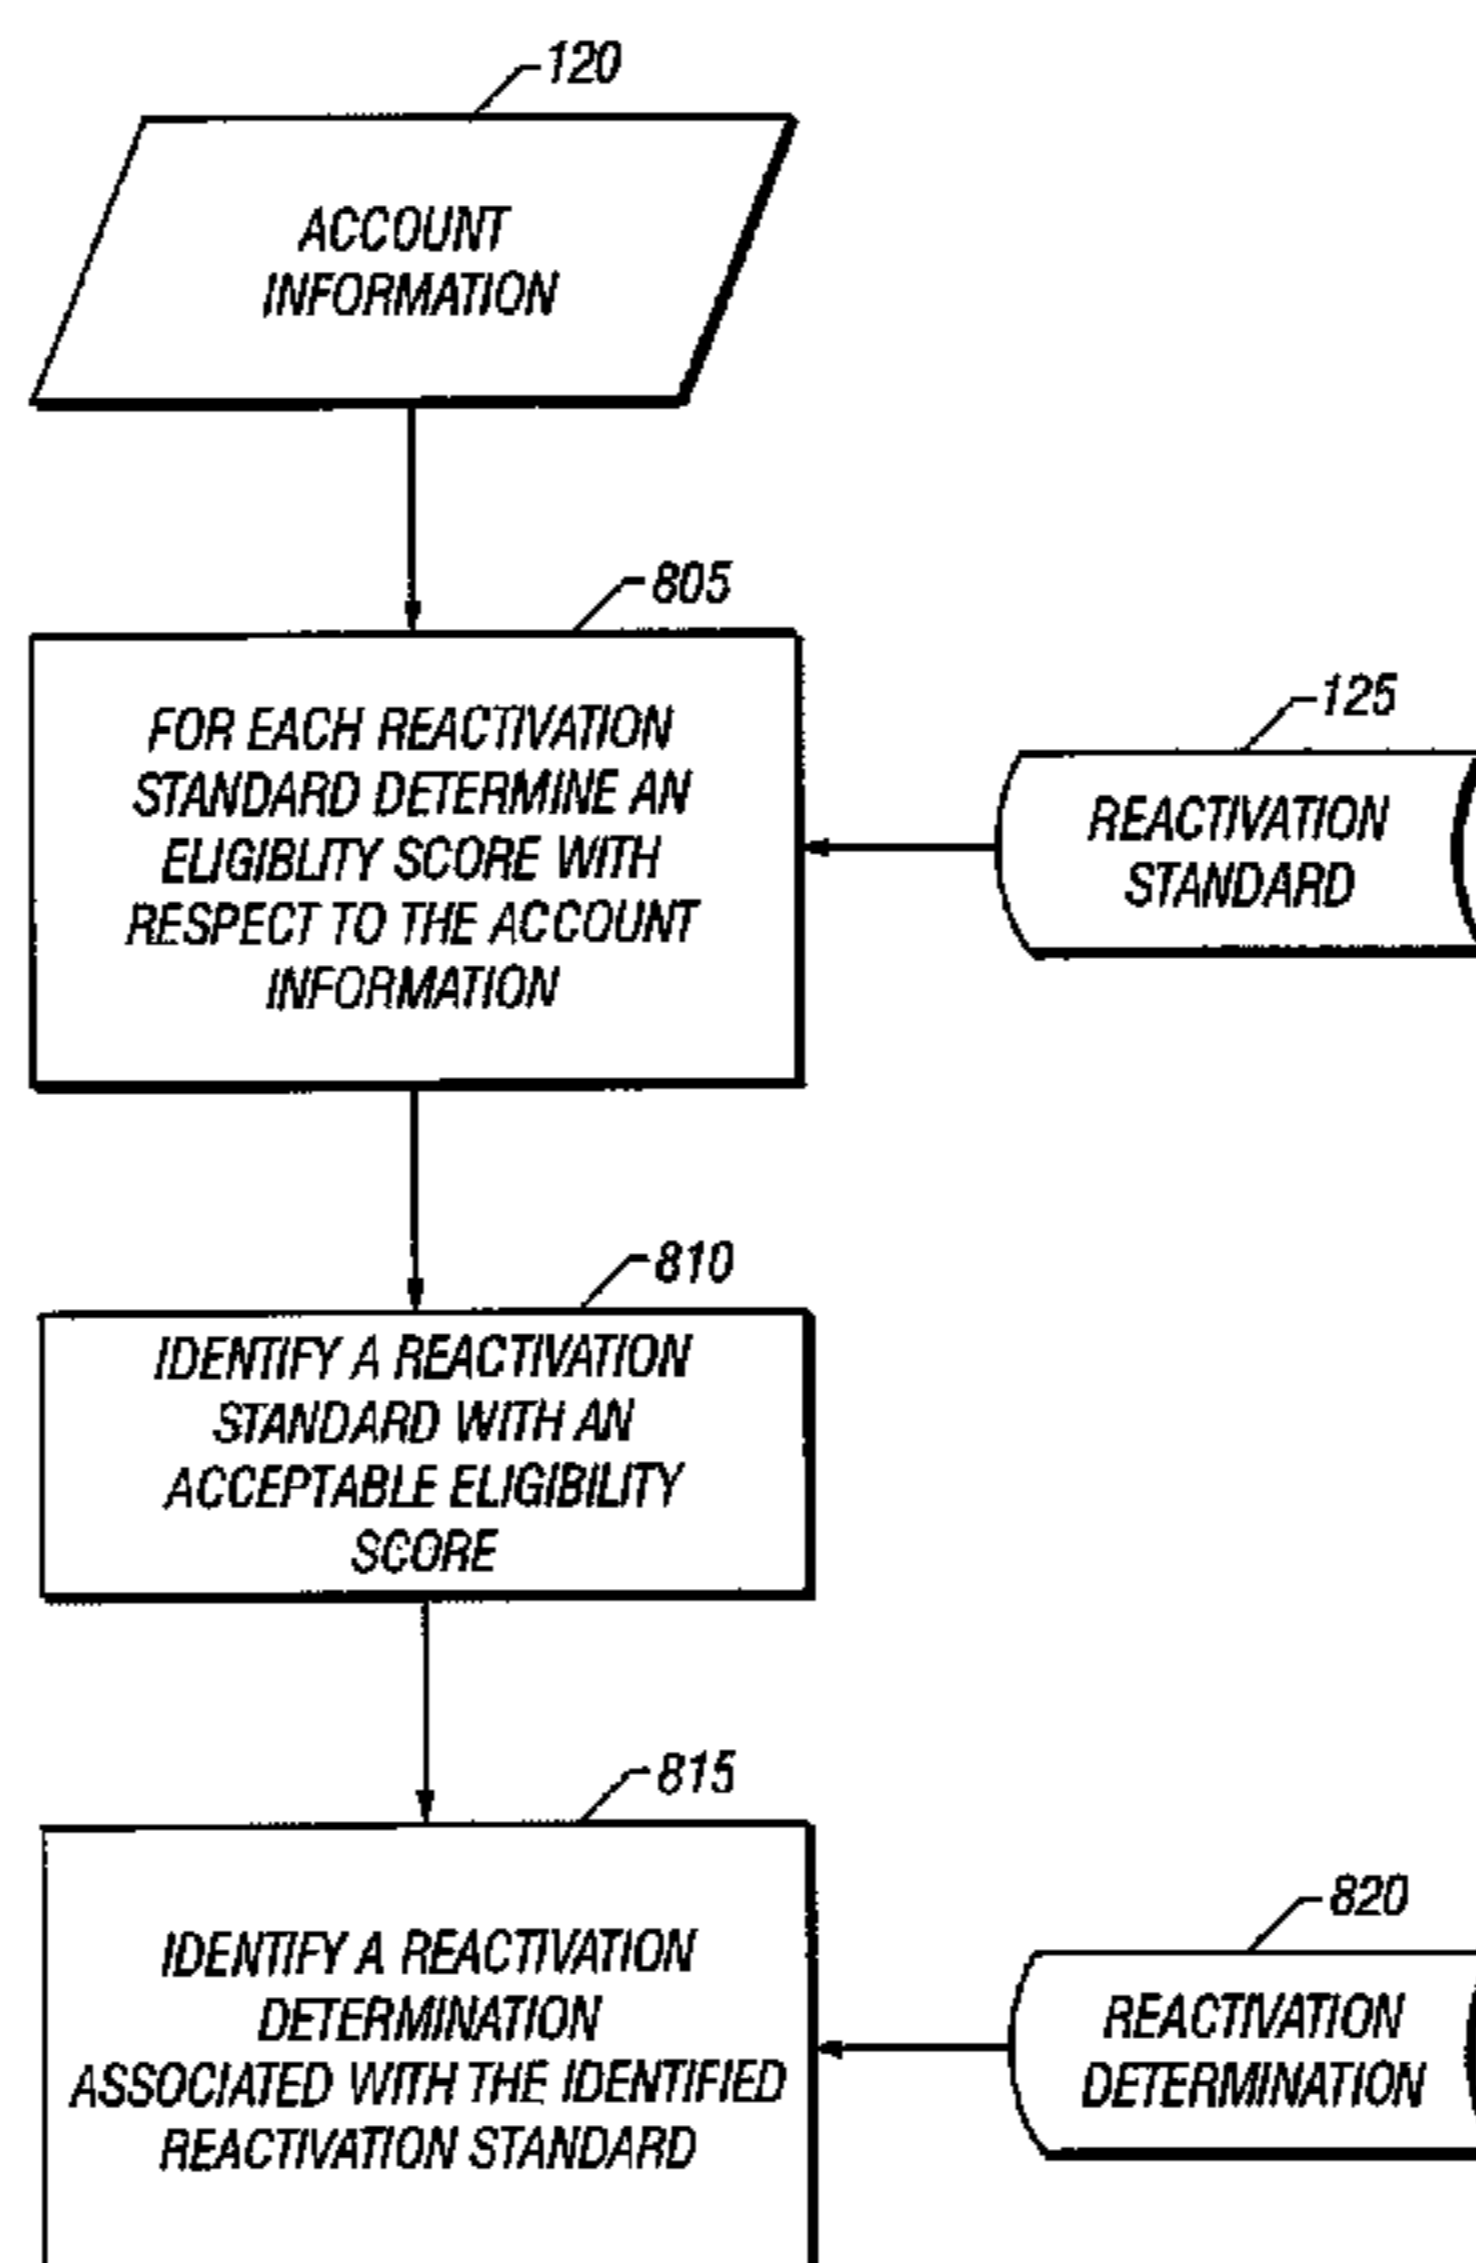 120
ACCOUNT
INFORMATION
805
FOR EACH REACTIVATION
STANDARD DETERMINE AN
ELIGIBLITY SCORE WITH
RESPECT TO THE ACCOUNT
INFORMATION
125
REACTIVATION
STANDARD
810
IDENTIFY A REACTIVATION
STANDARD WITH AN
ACCEPTABLE ELIGIBILITY
SCORE
815
IDENTIFY A REACTIVATION
DETERMINATION
ASSOCIATED WITH THE IDENTIFIED
REACTIVATION STANDARD
820
REACTIVATION
DETERMINATION